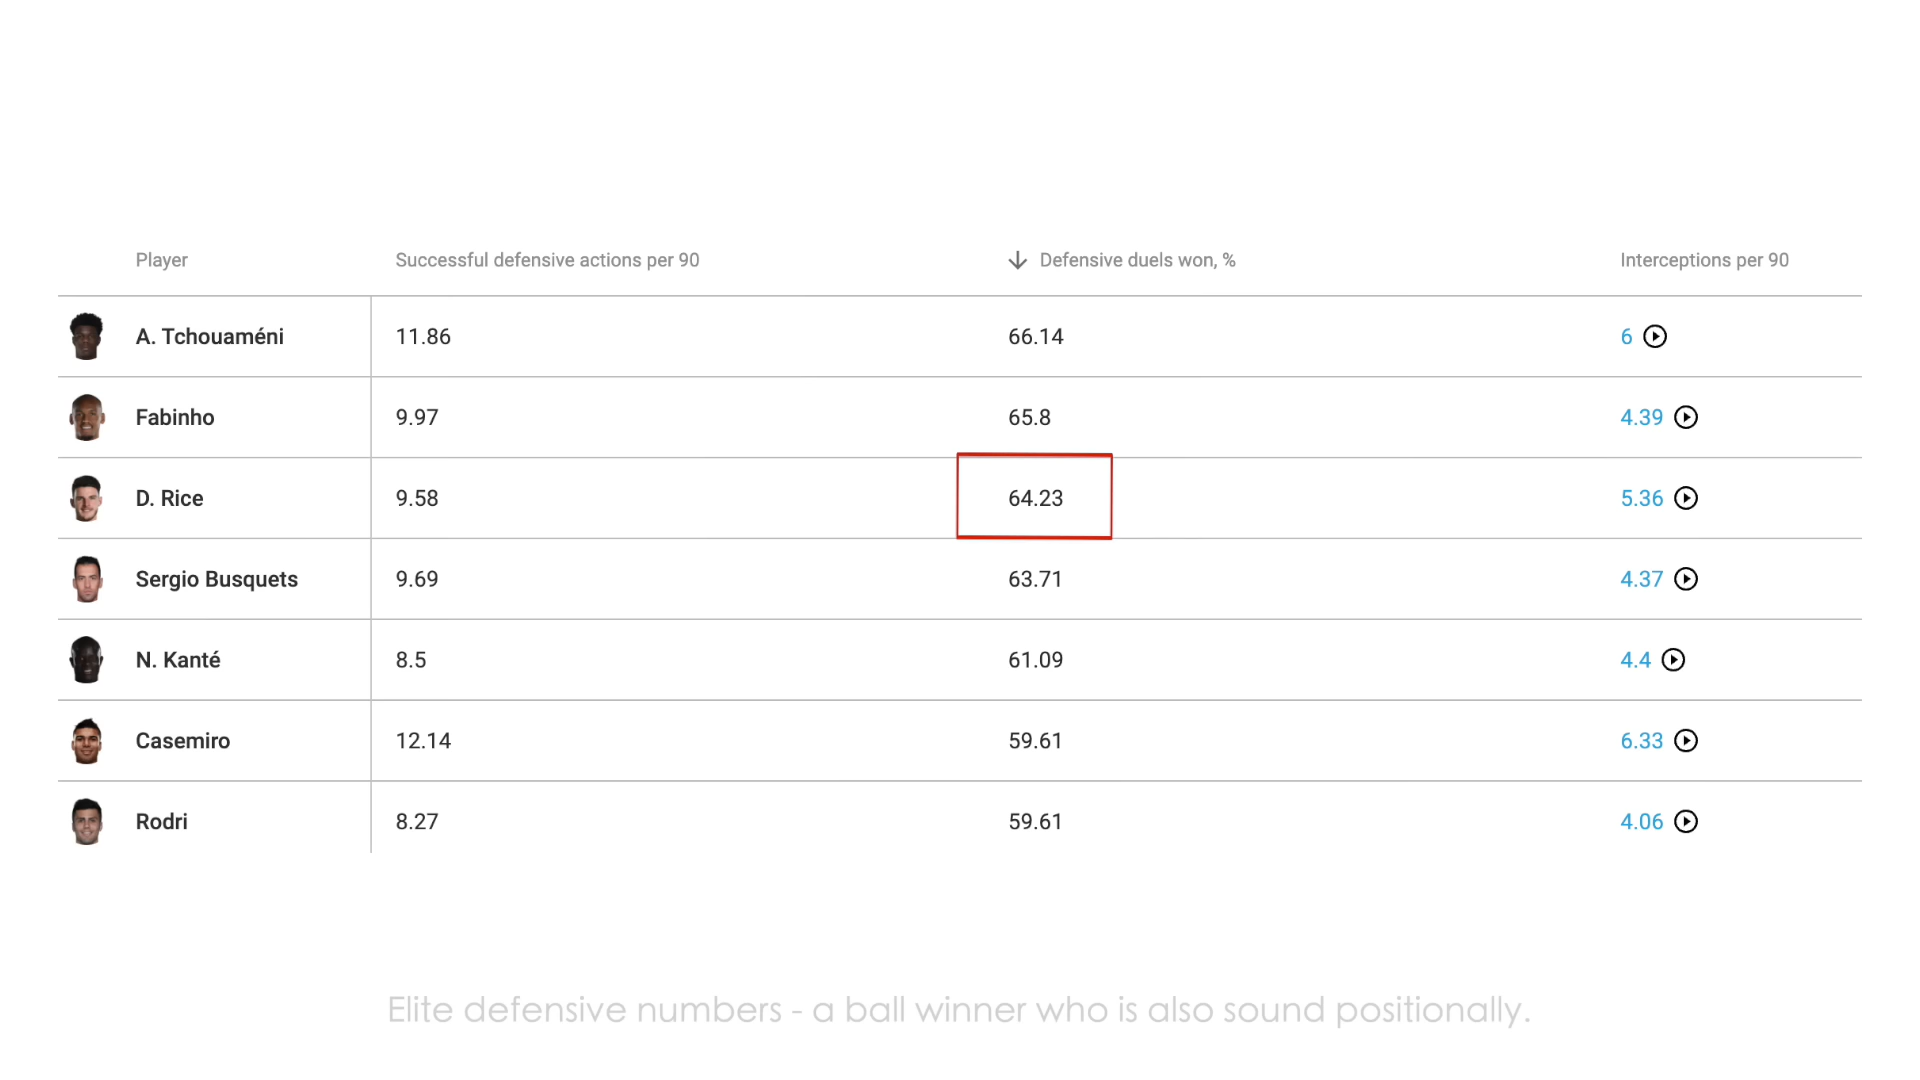 Player Successful defensive actions per 90 Defensive duels won, % Interceptions per 90
A. Tchouaméni 11.86 66.14 6
Fabinho 9.97 65.8 4.39
D. Rice 9.58 64.23 5.36
Sergio Busquets 9.69 63.71 4.37
N. Kanté 8.5 61.09 4.4
Casemiro 12.14 59.61 6.33
Rodri 8.27 59.61 4.06
Elite defensive numbers - a ball winner who is also sound positionally.